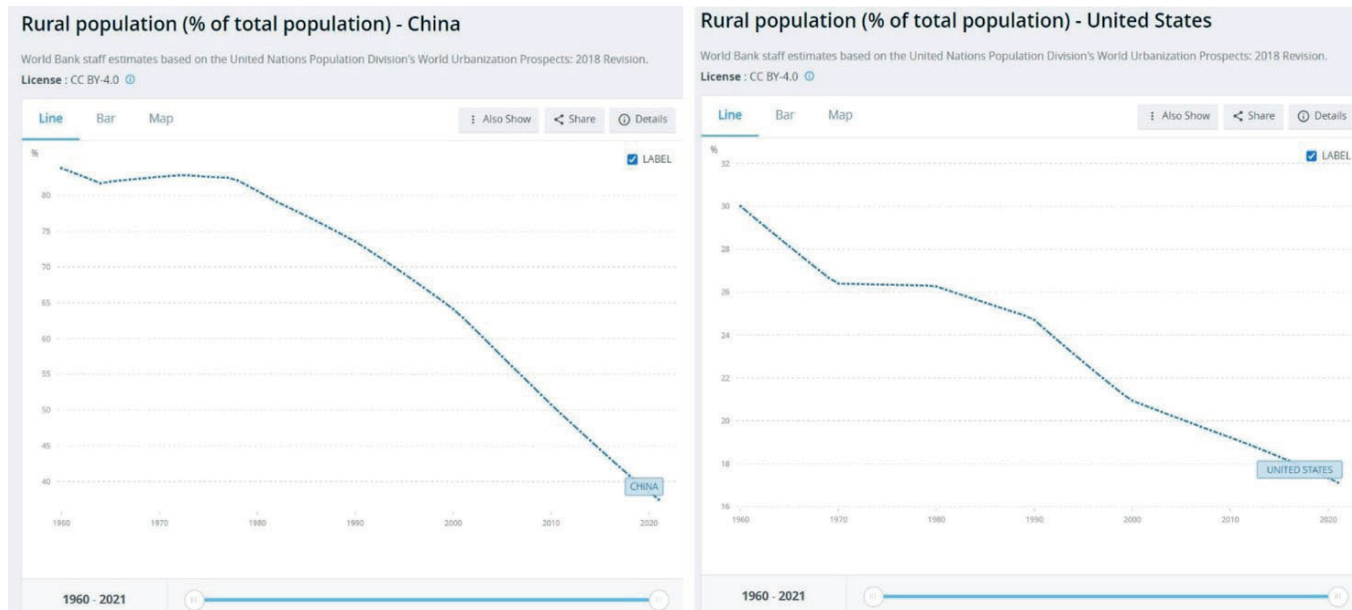 Rural population (% of total population) - China
World Bank staff estimates based on the United Nations Population Division's World Urbanization Prospects: 2018 Revision.
License : CC BY-4.0
Line Bar Map Also Show Share Details
%
LABEL
80
75
70
65
60
55
50
45
40
CHINA
1960 1970 1980 1990 2000 2010 2020
1960 - 2021
Rural population (% of total population) - United States
World Bank staff estimates based on the United Nations Population Division's World Urbanization Prospects: 2018 Revision.
License : CC BY-4.0
Line Bar Map Also Show Share Details
%
LABEL
32
30
28
26
24
22
20
18
UNITED STATES
16
1960 1970 1980 1990 2000 2010 2020
1960 - 2021